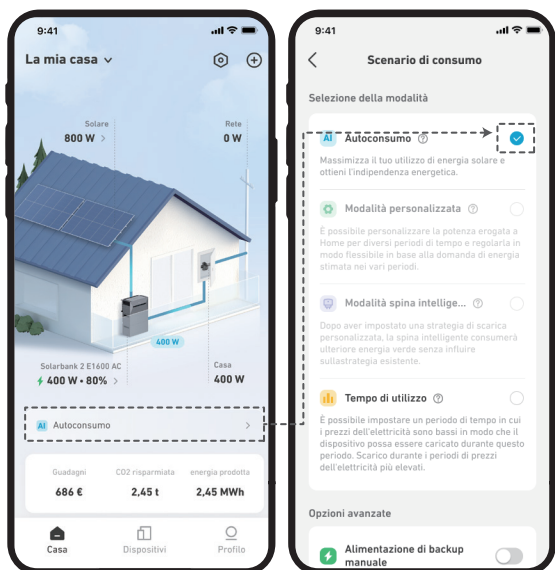 9:41
La mia casa
Solare
800 W >
Rete
0 W
400 W
Solarbank 2 E1600 AC
400 W • 80% >
Casa
400 W
AI Autoconsumo >
Guadagni
686 €
CO2 risparmiata
2,45 t
energia prodotta
2,45 MWh
Casa
Dispositivi
Profilo
9:41
Scenario di consumo
Selezione della modalità
AI Autoconsumo ?
Massimizza il tuo utilizzo di energia solare e
ottieni l'indipendenza energetica.
Modalità personalizzata ?
È possibile personalizzare la potenza erogata a
Home per diversi periodi di tempo e regolarla in
modo flessibile in base alla domanda di energia
stimata nei vari periodi.
Modalità spina intellige... ?
Dopo aver impostato una strategia di scarica
personalizzata, la spina intelligente consumerà
ulteriore energia verde senza influire
sullastrategia esistente.
Tempo di utilizzo ?
È possibile impostare un periodo di tempo in cui
i prezzi dell'elettricità sono bassi in modo che il
dispositivo possa essere caricato durante questo
periodo. Scarico durante i periodi di prezzi
dell'elettricità più elevati.
Opzioni avanzate
Alimentazione di backup
manuale